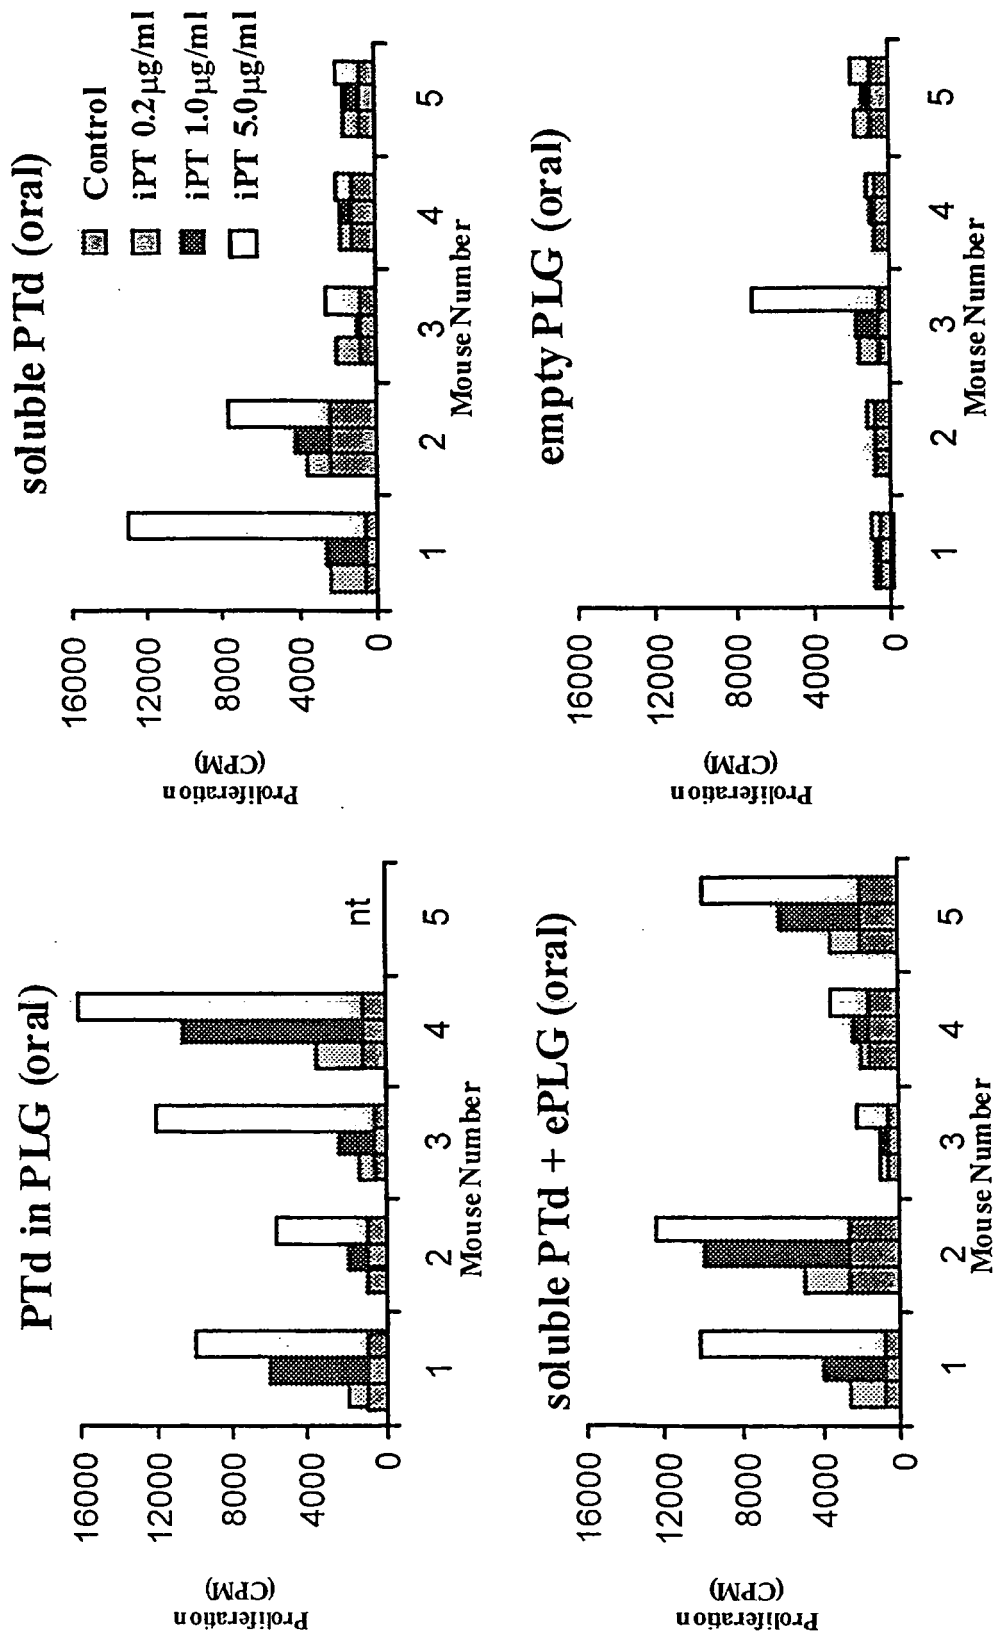 PTd in PLG (oral)
Proliferation
(CPM)
16000
12000
8000
4000
0
nt
1 2 3 4 5
Mouse Number
soluble PTd (oral)
Control
iPT 0.2µg/ml
iPT 1.0µg/ml
iPT 5.0µg/ml
Proliferation
(CPM)
16000
12000
8000
4000
0
1 2 3 4 5
Mouse Number
soluble PTd + ePLG (oral)
Proliferation
(CPM)
16000
12000
8000
4000
0
1 2 3 4 5
Mouse Number
empty PLG (oral)
Proliferation
(CPM)
16000
12000
8000
4000
0
1 2 3 4 5
Mouse Number